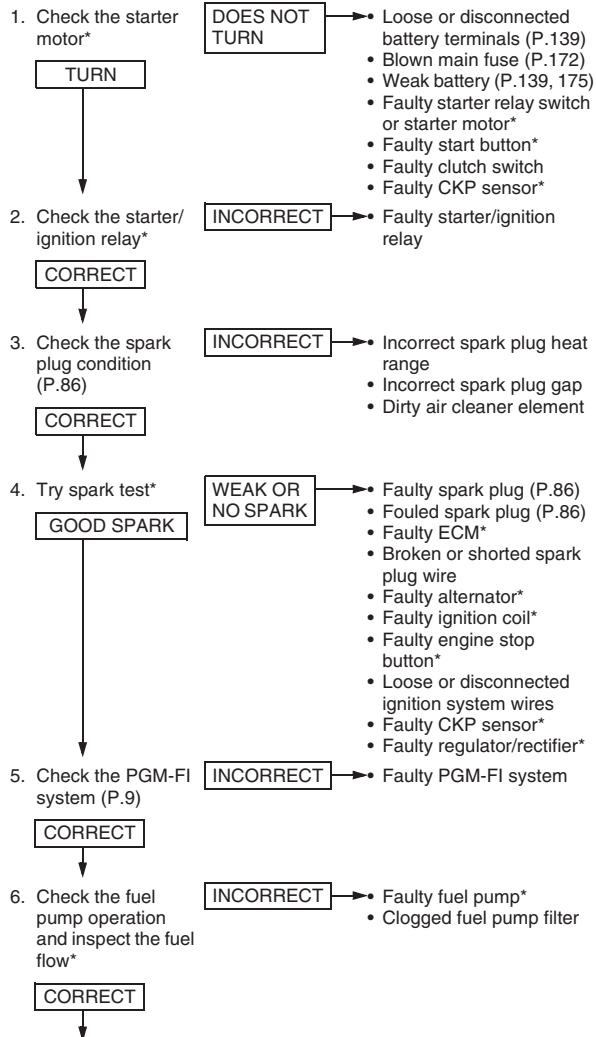 1. Check the starter
motor*
TURN
DOES NOT
TURN
• Loose or disconnected
battery terminals (P.139)
• Blown main fuse (P.172)
• Weak battery (P.139, 175)
• Faulty starter relay switch
or starter motor*
• Faulty start button*
• Faulty clutch switch
• Faulty CKP sensor*
2. Check the starter/
ignition relay*
CORRECT
INCORRECT
• Faulty starter/ignition
relay
3. Check the spark
plug condition
(P.86)
CORRECT
INCORRECT
• Incorrect spark plug heat
range
• Incorrect spark plug gap
• Dirty air cleaner element
4. Try spark test*
GOOD SPARK
WEAK OR
NO SPARK
• Faulty spark plug (P.86)
• Fouled spark plug (P.86)
• Faulty ECM*
• Broken or shorted spark
plug wire
• Faulty alternator*
• Faulty ignition coil*
• Faulty engine stop
button*
• Loose or disconnected
ignition system wires
• Faulty CKP sensor*
• Faulty regulator/rectifier*
5. Check the PGM-FI
system (P.9)
CORRECT
INCORRECT
• Faulty PGM-FI system
6. Check the fuel
pump operation
and inspect the fuel
flow*
CORRECT
INCORRECT
• Faulty fuel pump*
• Clogged fuel pump filter